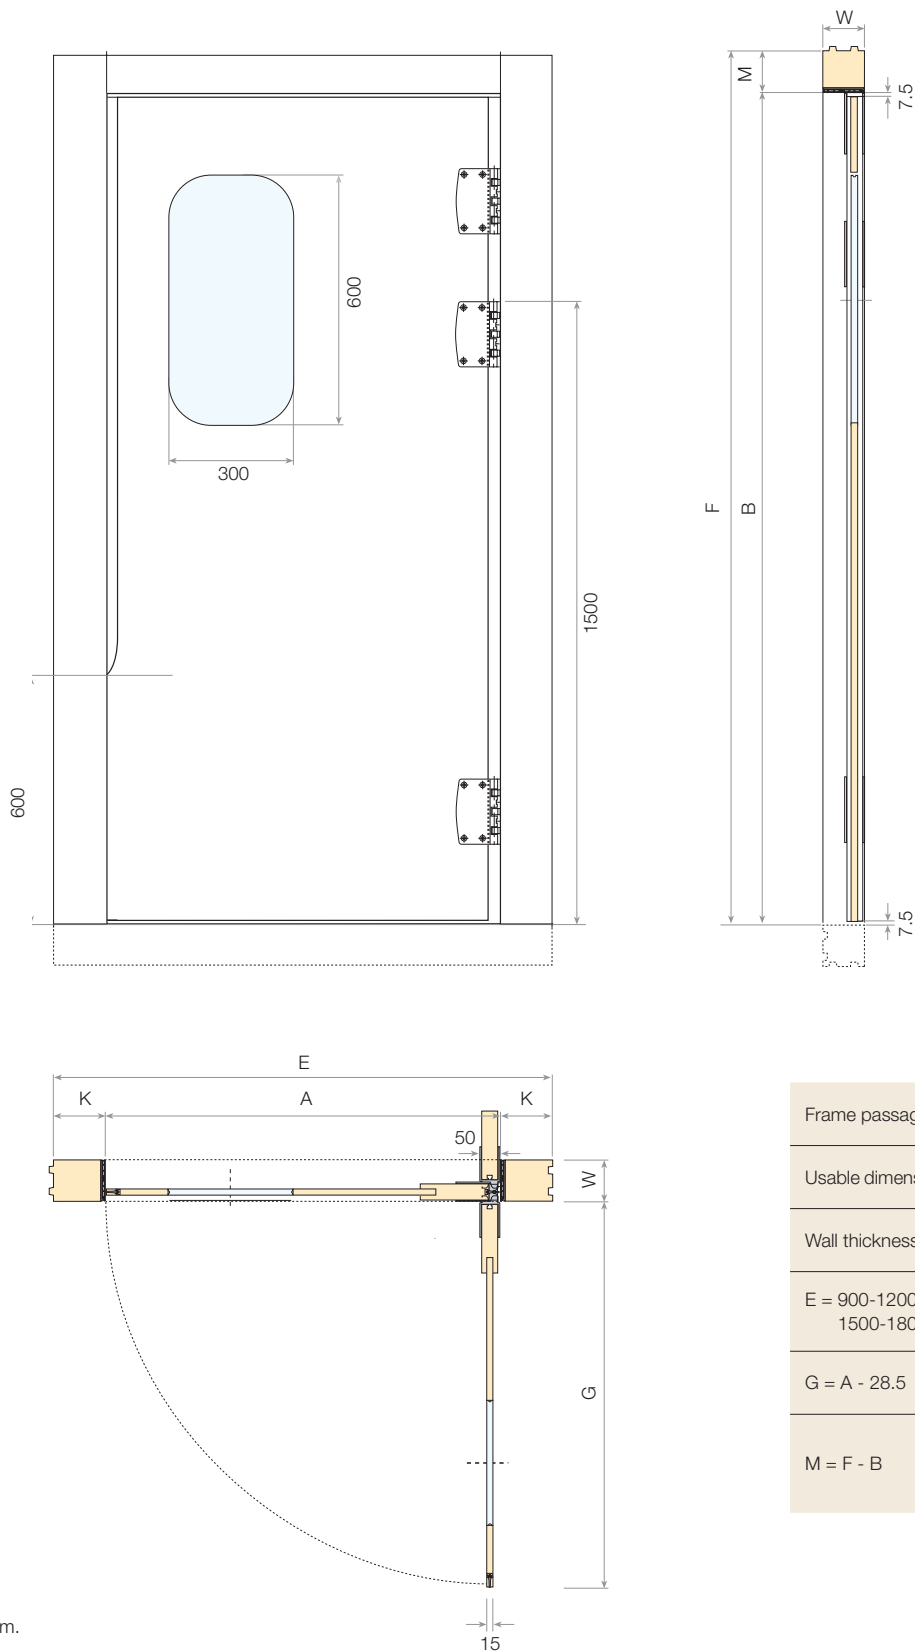 W
M
7.5
600
300
F
B
1500
600
7.5
E
K
A
K
50
W
G
15
Frame passag
Usable dimens
Wall thickness
E = 900-1200
1500-180
G = A - 28.5
M = F - B
m.